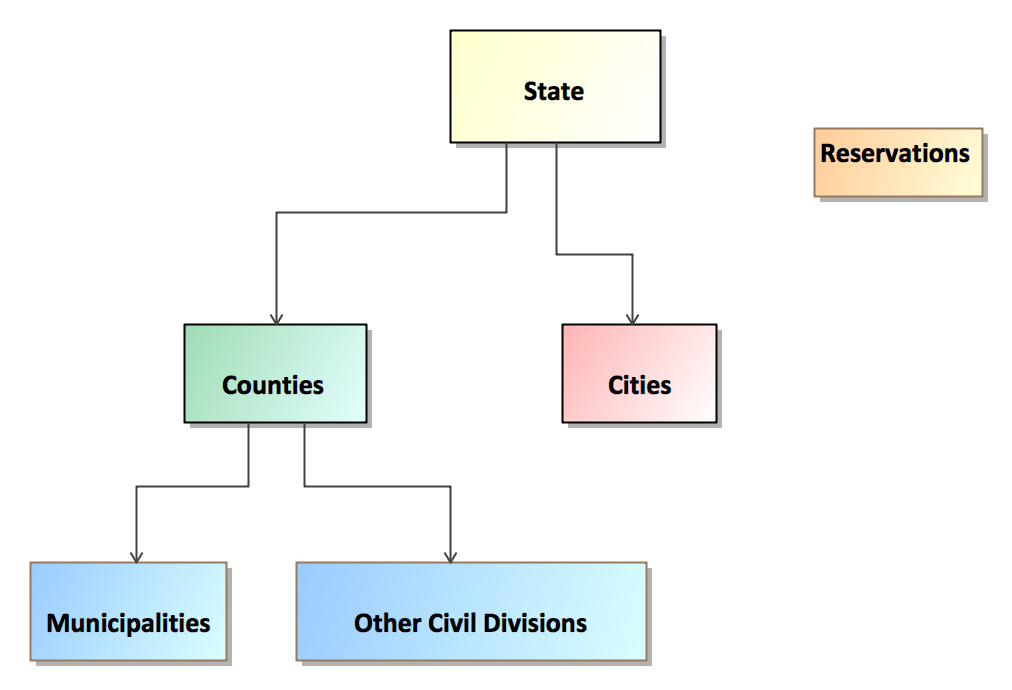 State
Reservations
Counties
Cities
Municipalities
Other Civil Divisions